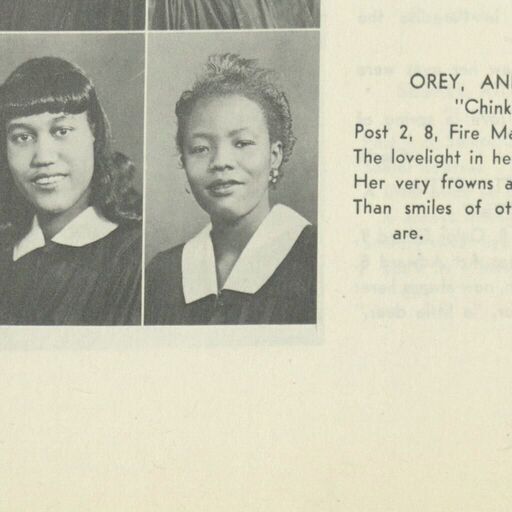 OREY, AN
"Chink
Post 2, 8, Fire Ma
The lovelight in he
Her very frowns a
Than smiles of ot
are.